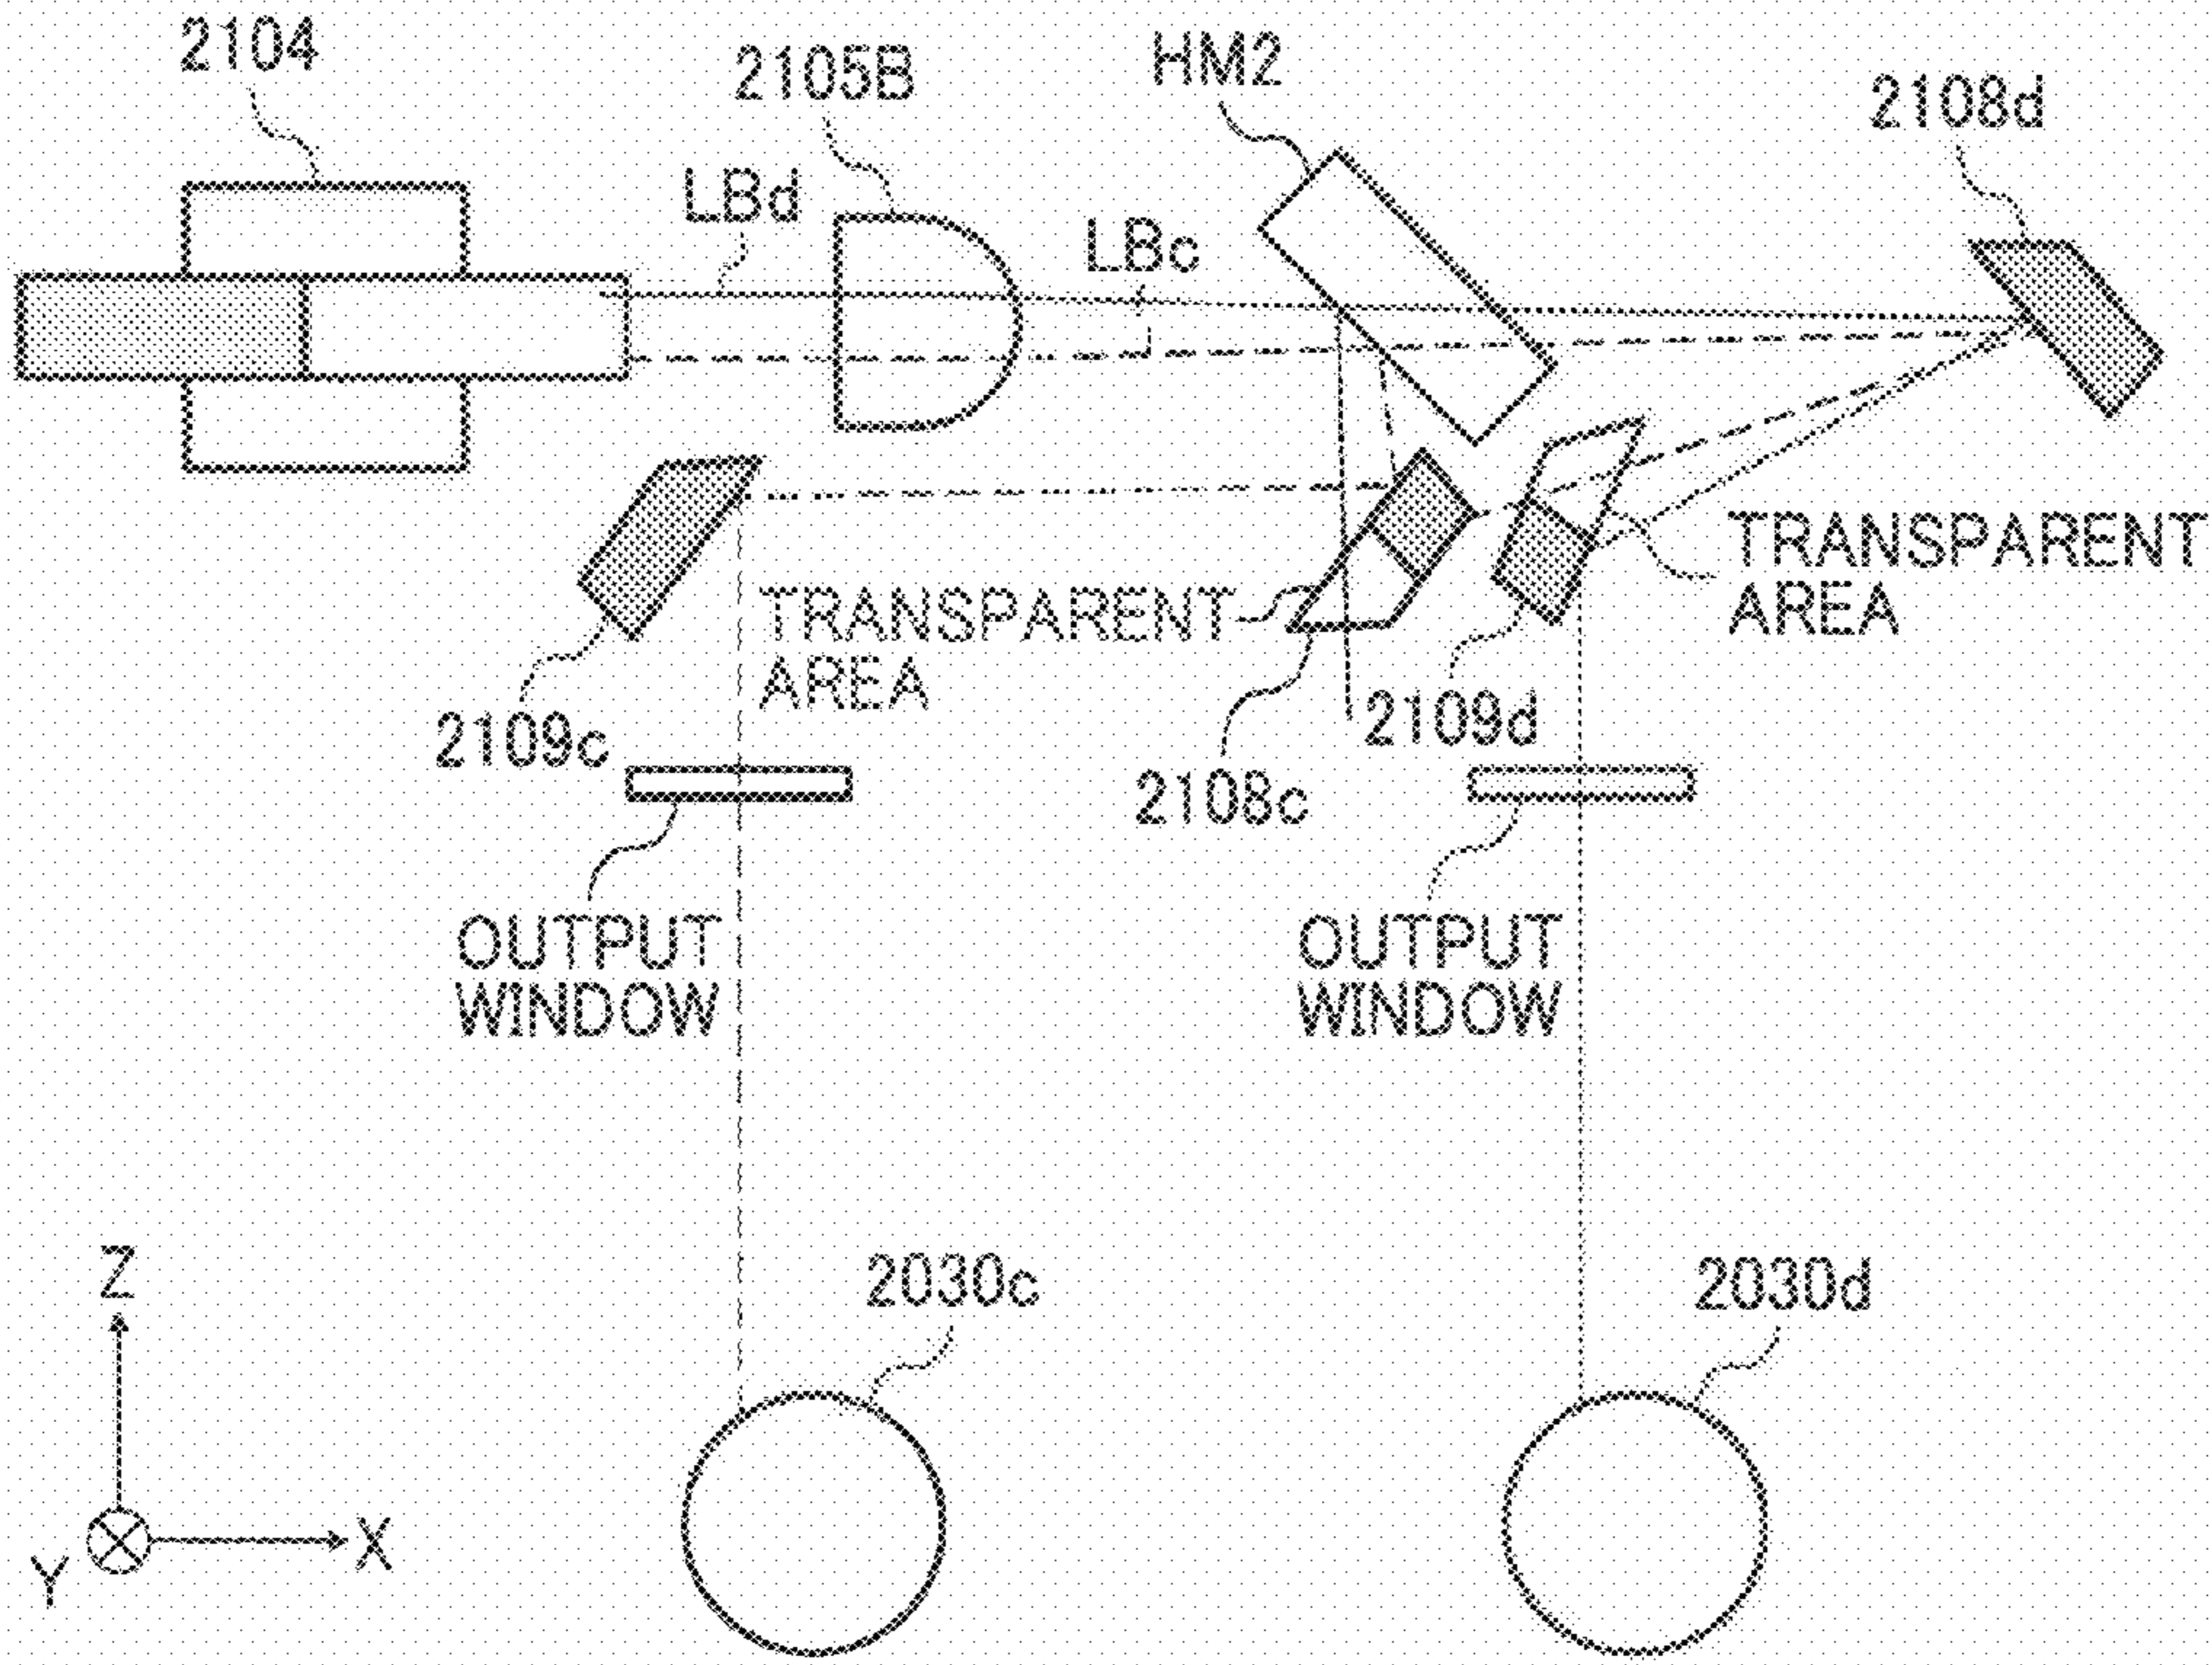 2104
2105B
HM2
2108d
LBd
LBc
TRANSPARENT
AREA
TRANSPARENT
AREA
2109c
2109d
2108c
OUTPUT
WINDOW
OUTPUT
WINDOW
2030c
2030d
Z
X
Y